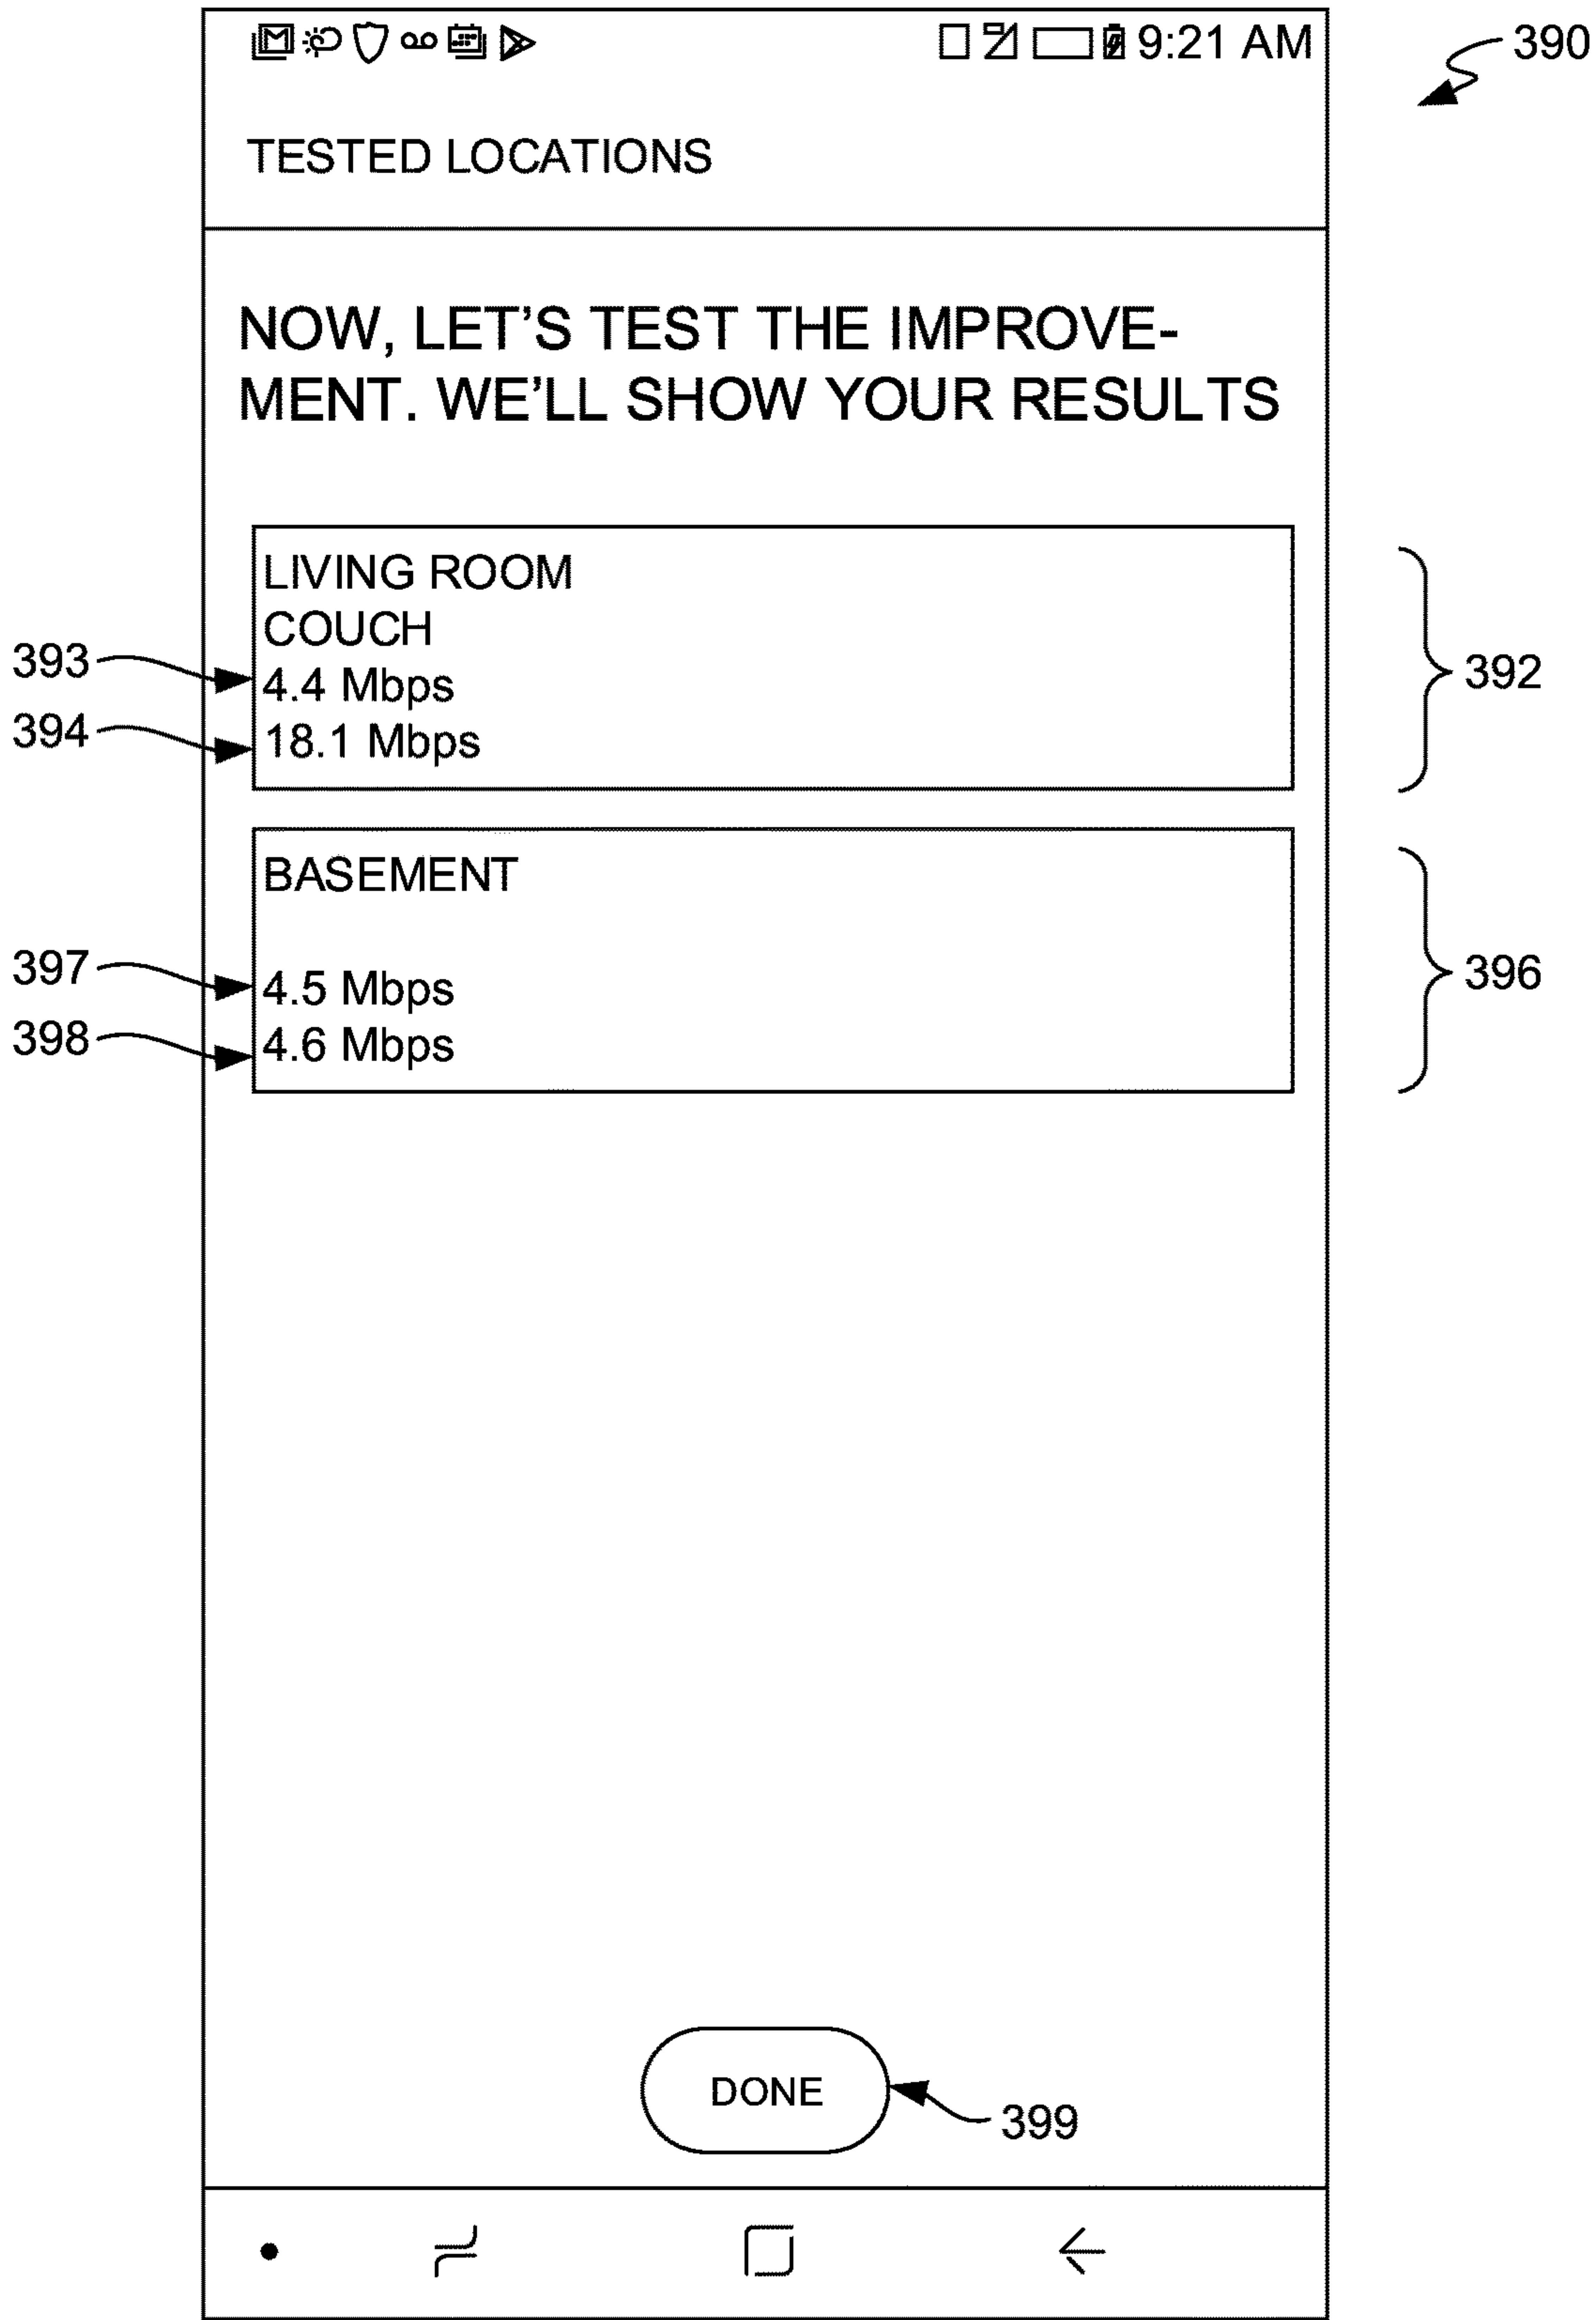 9:21 AM
390
TESTED LOCATIONS
NOW, LET'S TEST THE IMPROVE-
MENT. WE'LL SHOW YOUR RESULTS
LIVING ROOM
COUCH
393
4.4 Mbps
392
394
18.1 Mbps
BASEMENT
397
4.5 Mbps
396
398
4.6 Mbps
DONE
399